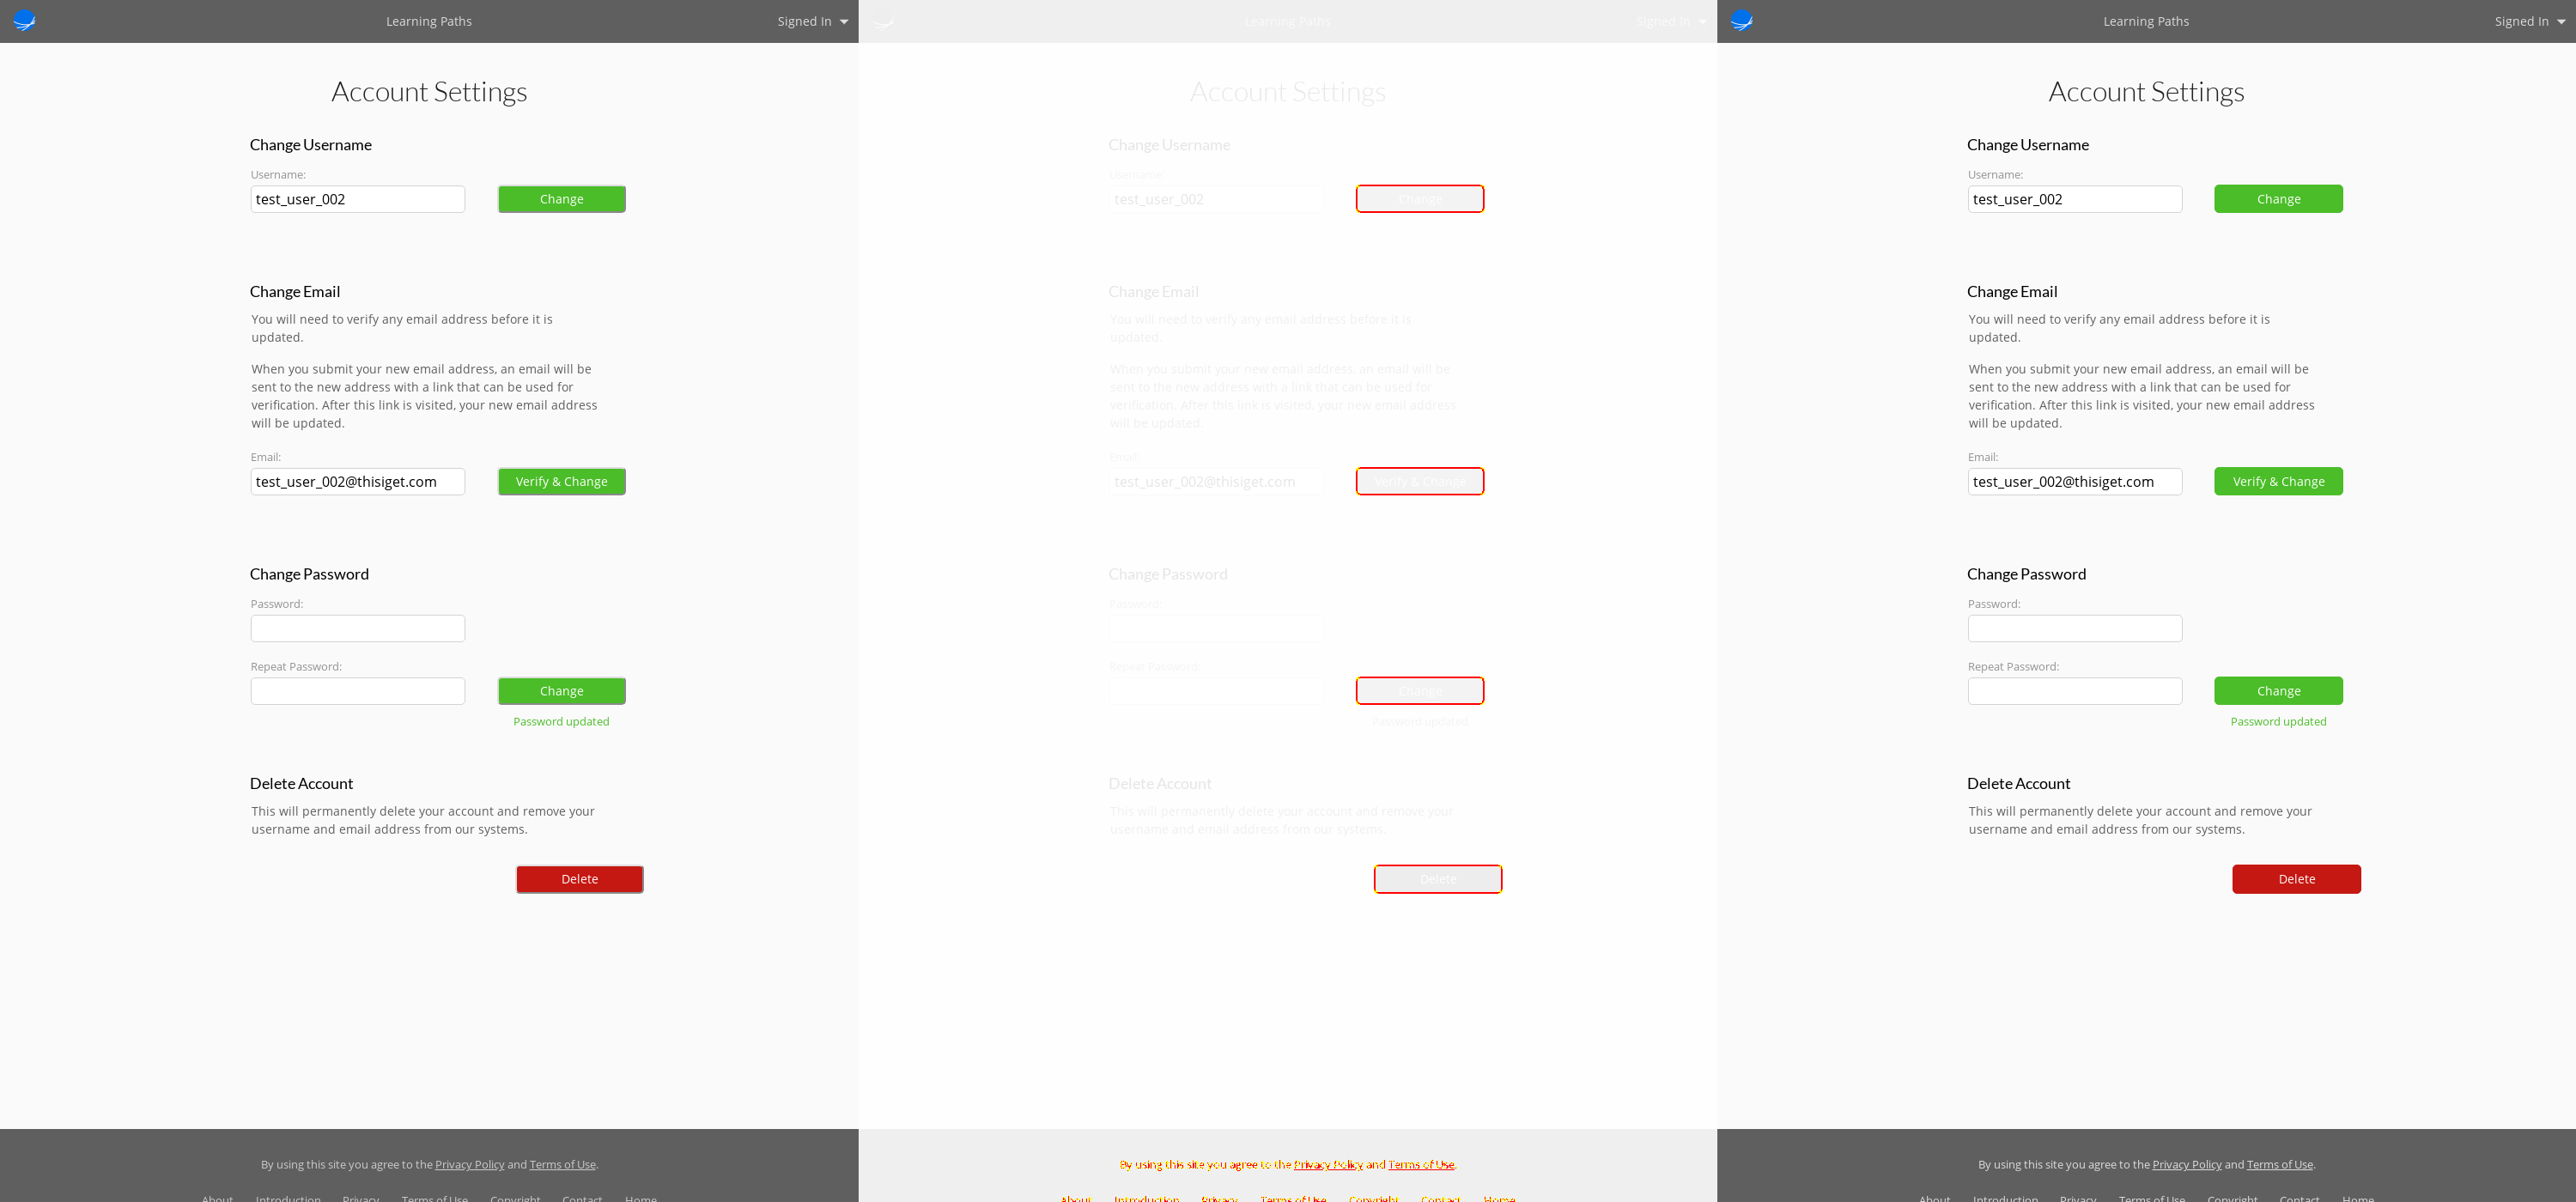 Learning Paths
Signed In
Account Settings
Change Username
Username:
test_user_002
Change
Change Email
You will need to verify any email address before it is
updated.
When you submit your new email address, an email will be
sent to the new address with a link that can be used for
verification. After this link is visited, your new email address
will be updated.
Email:
test_user_002@thisiget.com
Verify & Change
Change Password
Password:
Repeat Password:
Change
Password updated
Delete Account
This will permanently delete your account and remove your
username and email address from our systems.
Delete
By using this site you agree to the Privacy Policy and Terms of Use.
About Introduction Privacy Terms of Use Copyright Contact Home
Learning Paths
Signed In
Account Settings
Change Username
Username:
test_user_002
Change
Change Email
You will need to verify any email address before it is
updated.
When you submit your new email address, an email will be
sent to the new address with a link that can be used for
verification. After this link is visited, your new email address
will be updated.
Email:
test_user_002@thisiget.com
Verify & Change
Change Password
Password:
Repeat Password:
Change
Password updated
Delete Account
This will permanently delete your account and remove your
username and email address from our systems.
Delete
By using this site you agree to the Privacy Policy and Terms of Use.
About Introduction Privacy Terms of Use Copyright Contact Home
Learning Paths
Signed In
Account Settings
Change Username
Username:
test_user_002
Change
Change Email
You will need to verify any email address before it is
updated.
When you submit your new email address, an email will be
sent to the new address with a link that can be used for
verification. After this link is visited, your new email address
will be updated.
Email:
test_user_002@thisiget.com
Verify & Change
Change Password
Password:
Repeat Password:
Change
Password updated
Delete Account
This will permanently delete your account and remove your
username and email address from our systems.
Delete
By using this site you agree to the Privacy Policy and Terms of Use.
About Introduction Privacy Terms of Use Copyright Contact Home